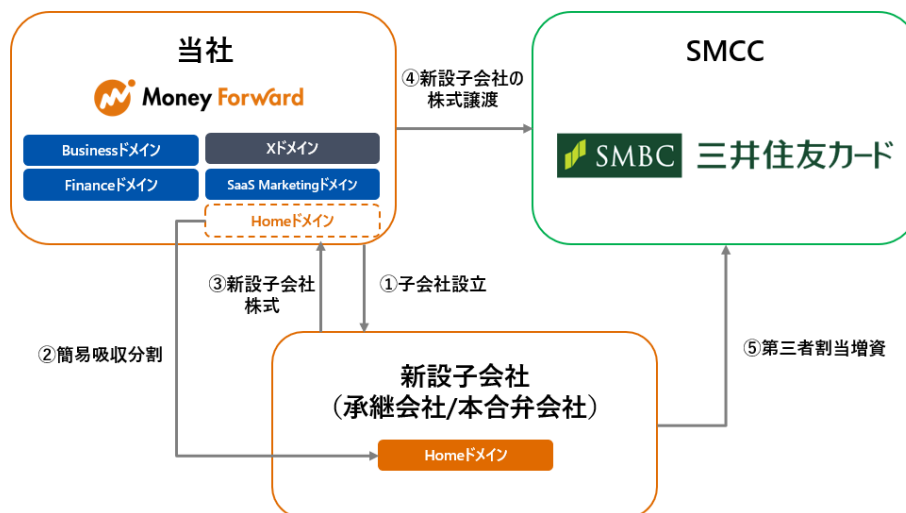 当社
Money Forward
Businessドメイン
Xドメイン
Financeドメイン
SaaS Marketingドメイン
Homeドメイン
④新設子会社の
株式譲渡
SMCC
SMBC 三井住友カード
③新設子会社
株式
①子会社設立
②簡易吸収分割
⑤第三者割当増資
新設子会社
（承継会社/本合弁会社）
Homeドメイン